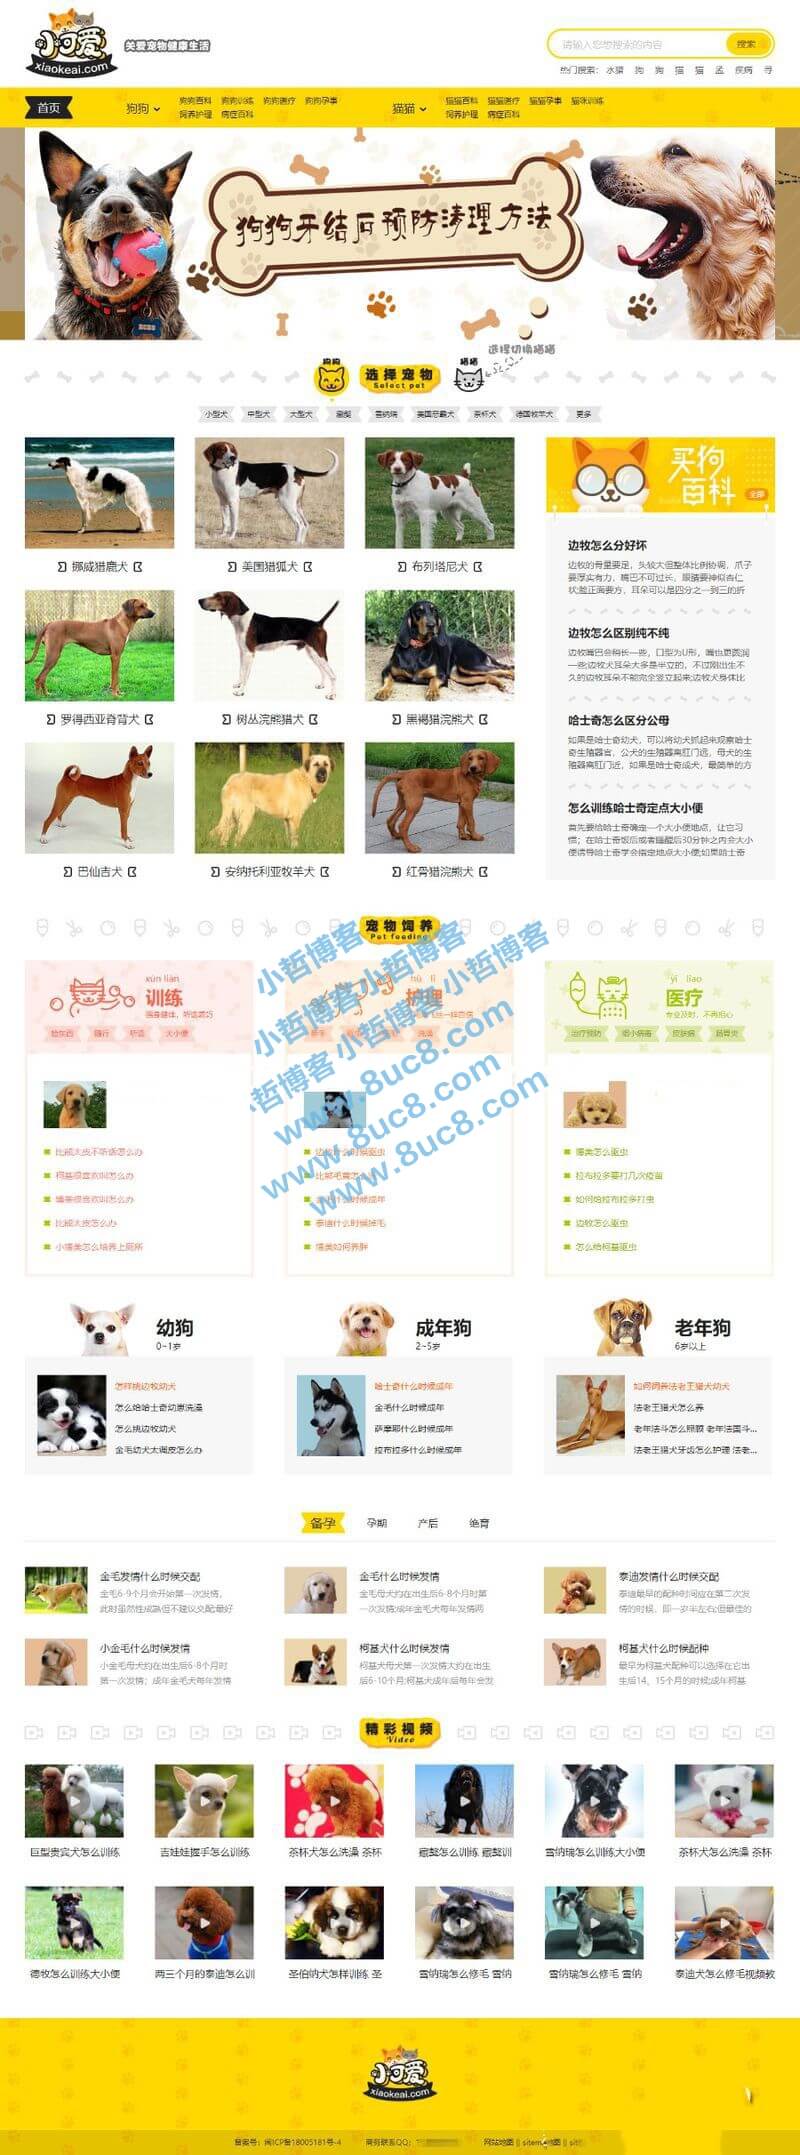 小可爱
xiaokeai.com
关爱宠物健康生活
请输入您想搜索的内容
搜索
热门搜索: 水猫 狗 狗 猫 猫 孟 疾病 寻
首页
狗狗
狗狗百科 狗狗训练 狗狗医疗 狗狗孕事
饲养护理 病症百科
猫猫
猫猫百科 猫猫医疗 猫猫孕事 猫咪训练
饲养护理 病症百科
狗狗牙结石预防清理方法
选择切换猫猫
狗狗
选择宠物
Select pet
猫猫
小型犬 中型犬 大型犬 雪纳瑞 美国恶霸犬 茶杯犬 德国牧羊犬 更多
挪威猎鹿犬
美国猎狐犬
布列塔尼犬
罗得西亚脊背犬
树丛浣熊猎犬
黑褐猎浣熊犬
巴仙吉犬
安纳托利亚牧羊犬
红骨猎浣熊犬
买狗
百科
全部
边牧怎么分好坏
边牧的骨量要足，头较大但整体比例协调，爪子
要厚实有力，嘴巴不可过长，眼睛要神似杏仁
状;脸正面要方，耳朵可以是四分之一到三的折
边牧怎么区别纯不纯
边牧嘴巴会稍长一些，口型为U形，嘴也更圆润
一些;边牧犬耳朵大多是半立的，不过刚出生不
久的边牧耳朵不能完全竖立起来;边牧犬身体比
哈士奇怎么区分公母
如果是哈士奇幼犬，可以将幼犬抓起来观察哈士
奇生殖器官，公犬的生殖器离肛门远，母犬的生
殖器离肛门近，如果是哈士奇成犬，最简单的方
怎么训练哈士奇定点大小便
首先要给哈士奇确定一个大小便地点，让它习
惯；在哈士奇饭后或者睡醒后30分钟之内会大小
便诱导哈士奇学会指定地点大小便;如果哈士奇
宠物饲养
Pet feeding
xùn liàn
训练
强身健体，听话乖巧
捡东西 随行 听话 大小便
hù lǐ
护理
洗澡
yī liáo
医疗
专业及时，不再担心
治疗预防 细小病毒 皮肤病 肠胃炎
比熊太皮不听话怎么办
柯基很喜欢叫怎么办
博美很喜欢叫怎么办
比熊太皮怎么办
小博美怎么培养上厕所
边牧什么时候驱虫
泰迪什么时候掉毛
博美如何养胖
博美怎么驱虫
拉布拉多要打几次疫苗
如何给拉布拉多打虫
边牧怎么驱虫
怎么给柯基驱虫
小哲博客 小哲博客 小哲博客
小哲博客 小哲博客 小哲博客
www.8uc8.com
www.8uc8.com
www.8uc8.com
幼狗
0~1岁
怎样挑边牧幼犬
怎么给哈士奇幼崽洗澡
怎么挑边牧幼犬
金毛幼犬太调皮怎么办
成年狗
2~5岁
哈士奇什么时候成年
金毛什么时候成年
萨摩耶什么时候成年
拉布拉多什么时候成年
老年狗
6岁以上
如何饲养法老王猎犬幼犬
法老王猎犬怎么养
老年法斗怎么照顾 老年法国斗...
法老王猎犬牙齿怎么护理 法老...
备孕 孕期 产后 绝育
金毛发情什么时候交配
金毛6-9个月会开始第一次发情，
此时虽然性成熟但不建议交配;最好
金毛什么时候发情
金毛母犬约在出生后6-8个月时第
一次发情;成年金毛犬每年发情两
泰迪发情什么时候交配
泰迪最早的配种时间应在第二次发
情的时候，即一岁半左右;但最佳的
小金毛什么时候发情
小金毛母犬约在出生后6-8个月时
第一次发情；成年金毛犬每年发情
柯基犬什么时候发情
柯基犬母犬第一次发情大约在出生
后6-10个月;柯基犬成年后每年会发
柯基犬什么时候配种
最早为柯基犬配种可以选择在它出
生后14、15个月的时候;成年柯基
精彩视频
Video
巨型贵宾犬怎么训练
吉娃娃握手怎么训练
茶杯犬怎么洗澡 茶杯
藏獒怎么训练 藏獒训
雪纳瑞怎么训练大小便
茶杯犬怎么洗澡 茶杯
德牧怎么训练大小便
两三个月的泰迪怎么训
圣伯纳犬怎样训练 圣
雪纳瑞怎么修毛 雪纳
雪纳瑞怎么修毛 雪纳
泰迪犬怎么修毛视频教
小可爱
xiaokeai.com
备案号：闽ICP备18005181号-4 商务联系QQ： 网站地图 || sitemap地图 || site